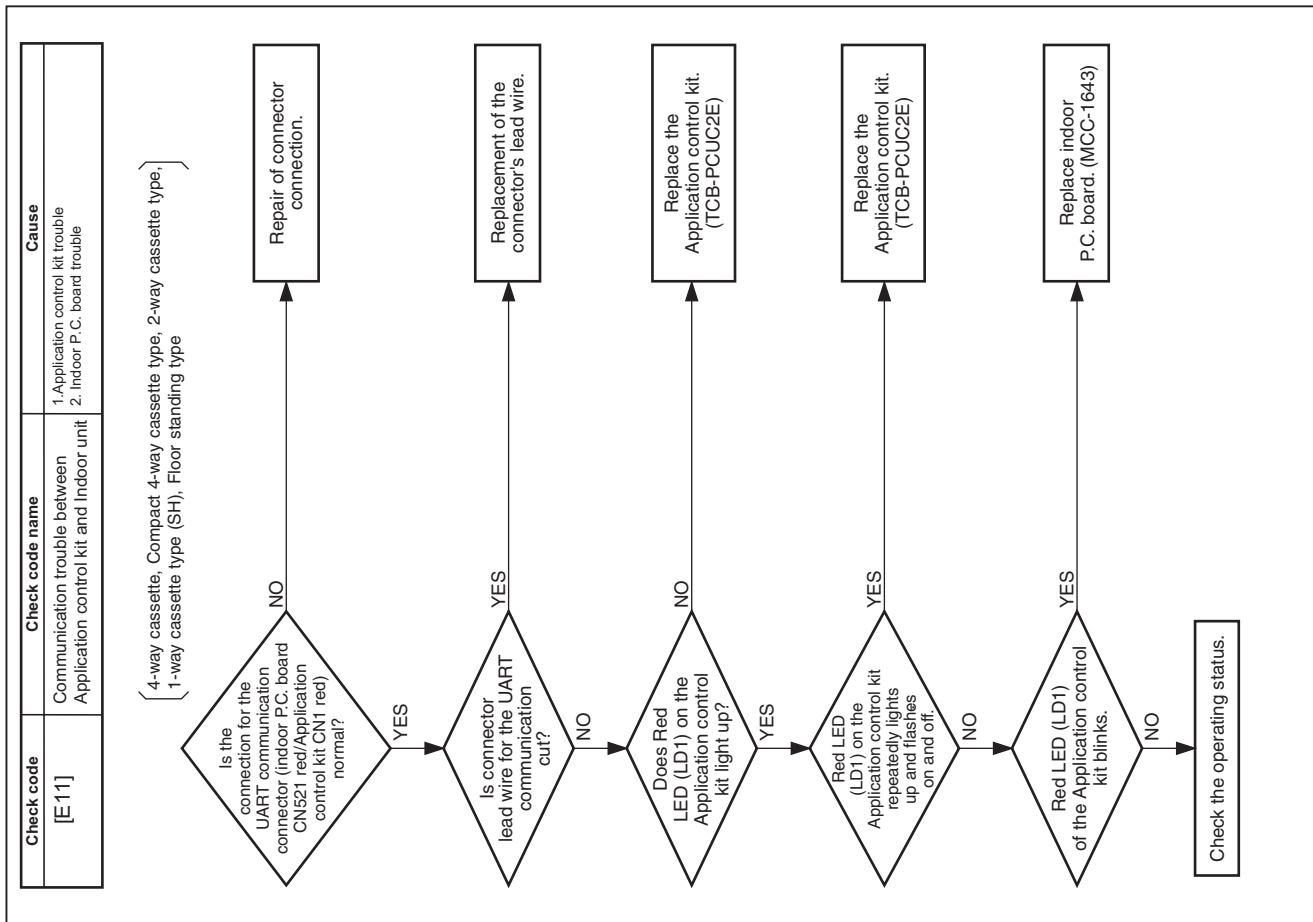 Check code
Check code name
Cause
[E11]
Communication trouble between
Application control kit and Indoor unit
1.Application control kit trouble
2. Indoor P.C. board trouble
4-way cassette, Compact 4-way cassette type, 2-way cassette type,
1-way cassette type (SH), Floor standing type
Is the
connection for the
UART communication
connector (indoor P.C. board
CN521 red/Application
control kit CN1 red)
normal?
NO
Repair of connector
connection.
YES
Is connector
lead wire for the UART
communication
cut?
YES
Replacement of the
connector's lead wire.
NO
Does Red
LED (LD1) on the
Application control
kit light up?
NO
Replace the
Application control kit.
(TCB-PCUC2E)
YES
Red LED
(LD1) on the
Application control kit
repeatedly lights
up and flashes
on and off.
YES
Replace the
Application control kit.
(TCB-PCUC2E)
NO
Red LED (LD1)
of the Application control
kit blinks.
YES
Replace indoor
P.C. board. (MCC-1643)
NO
Check the operating status.